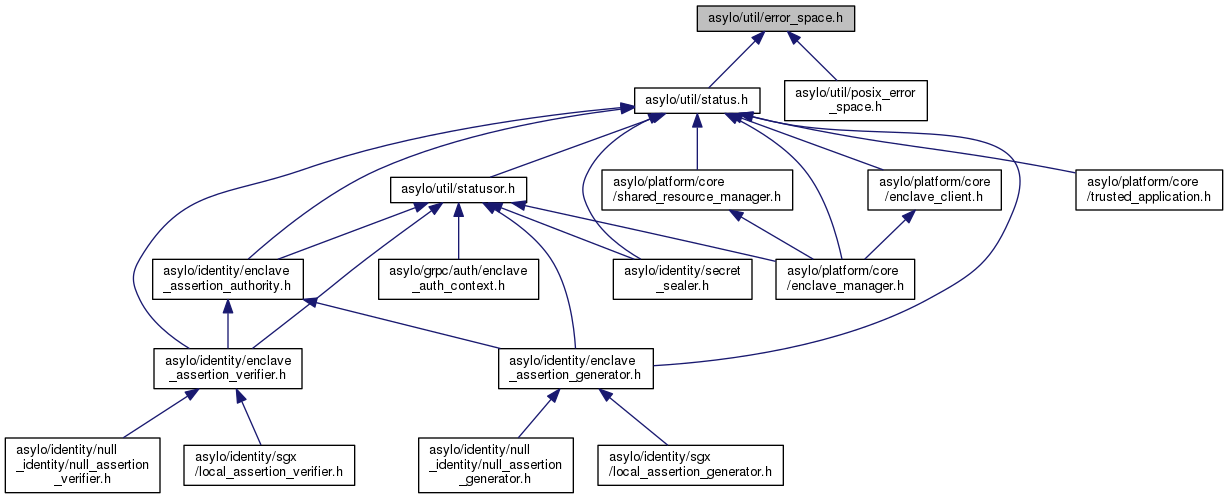 asylo/util/error_space.h
asylo/util/status.h
asylo/util/posix_error
_space.h
asylo/util/statusor.h
asylo/platform/core
/shared_resource_manager.h
asylo/platform/core
/enclave_client.h
asylo/platform/core
/trusted_application.h
asylo/identity/enclave
_assertion_authority.h
asylo/grpc/auth/enclave
_auth_context.h
asylo/identity/secret
_sealer.h
asylo/platform/core
/enclave_manager.h
asylo/identity/enclave
_assertion_verifier.h
asylo/identity/enclave
_assertion_generator.h
asylo/identity/null
_identity/null_assertion
_verifier.h
asylo/identity/sgx
/local_assertion_verifier.h
asylo/identity/null
_identity/null_assertion
_generator.h
asylo/identity/sgx
/local_assertion_generator.h